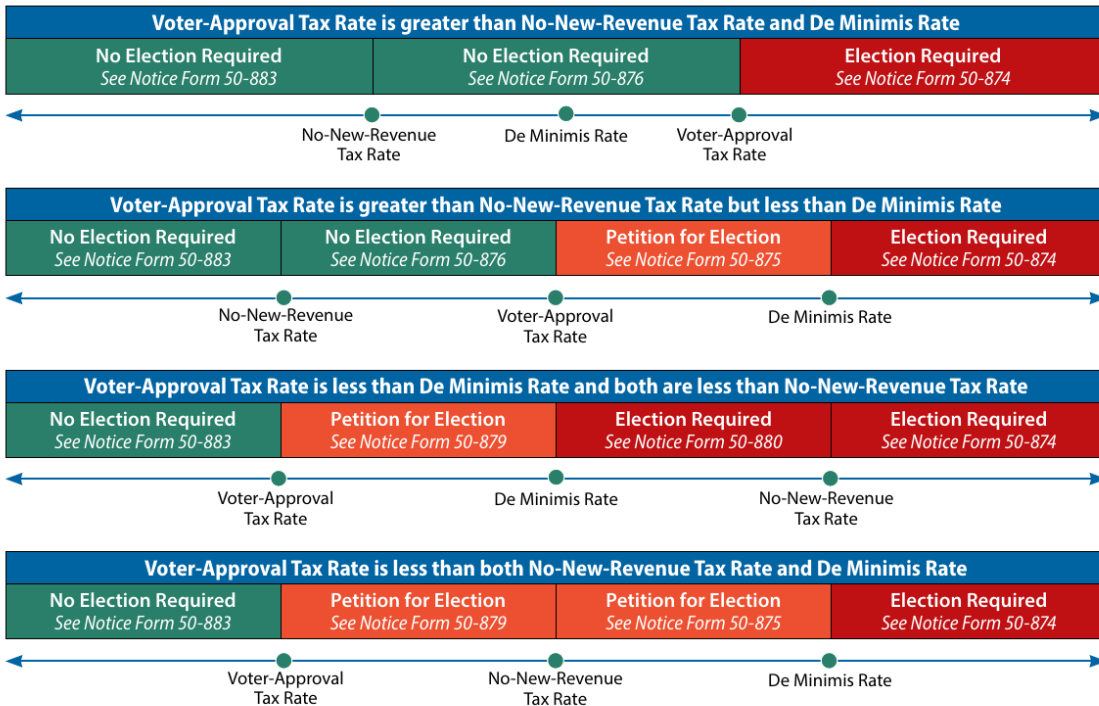 Voter-Approval Tax Rate is greater than No-New-Revenue Tax Rate and De Minimis Rate
No Election Required
See Notice Form 50-883
No Election Required
See Notice Form 50-876
Election Required
See Notice Form 50-874
No-New-Revenue
Tax Rate
De Minimis Rate
Voter-Approval
Tax Rate
Voter-Approval Tax Rate is greater than No-New-Revenue Tax Rate but less than De Minimis Rate
No Election Required
See Notice Form 50-883
No Election Required
See Notice Form 50-876
Petition for Election
See Notice Form 50-875
Election Required
See Notice Form 50-874
No-New-Revenue
Tax Rate
Voter-Approval
Tax Rate
De Minimis Rate
Voter-Approval Tax Rate is less than De Minimis Rate and both are less than No-New-Revenue Tax Rate
No Election Required
See Notice Form 50-883
Petition for Election
See Notice Form 50-879
Election Required
See Notice Form 50-880
Election Required
See Notice Form 50-874
Voter-Approval
Tax Rate
De Minimis Rate
No-New-Revenue
Tax Rate
Voter-Approval Tax Rate is less than both No-New-Revenue Tax Rate and De Minimis Rate
No Election Required
See Notice Form 50-883
Petition for Election
See Notice Form 50-879
Petition for Election
See Notice Form 50-875
Election Required
See Notice Form 50-874
Voter-Approval
Tax Rate
No-New-Revenue
Tax Rate
De Minimis Rate